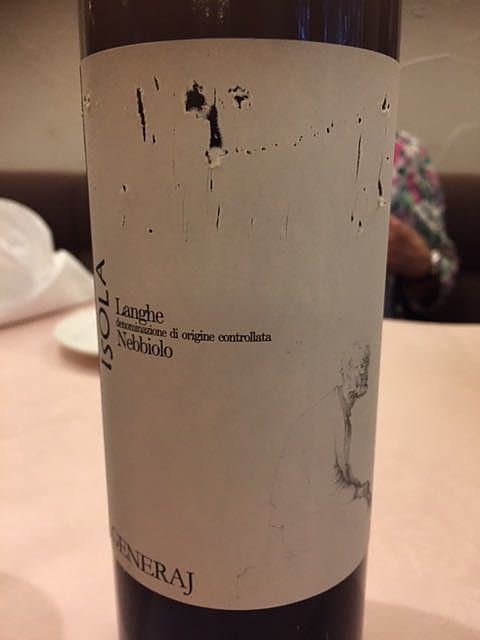 ISOLA
Langhe
denominazione di origine controllata
Nebbiolo
GENERAJ